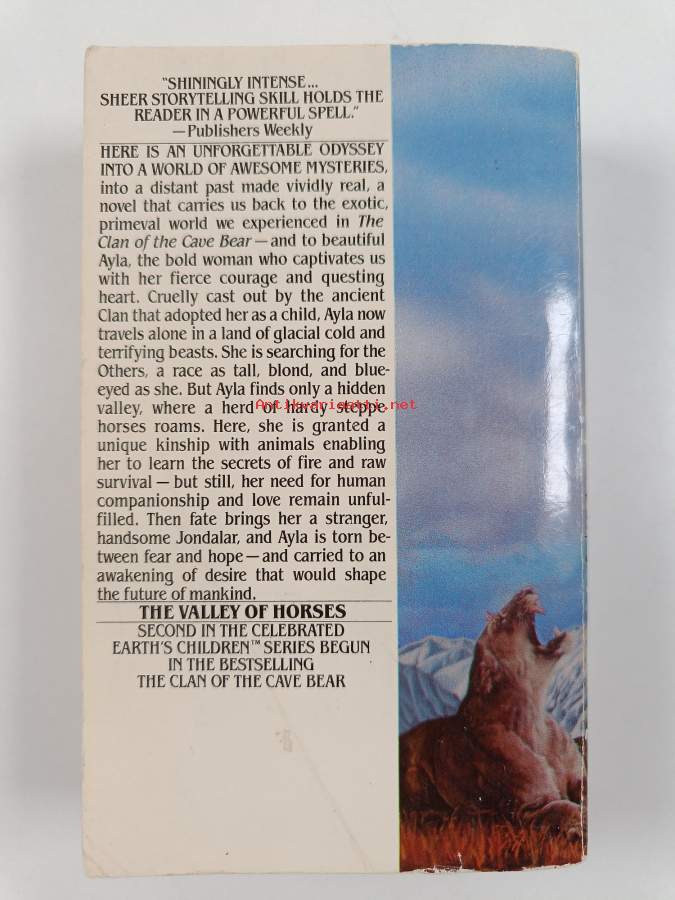 "SHININGLY INTENSE...
SHEER STORYTELLING SKILL HOLDS THE
READER IN A POWERFUL SPELL."
—Publishers Weekly
HERE IS AN UNFORGETTABLE ODYSSEY
INTO A WORLD OF AWESOME MYSTERIES,
into a distant past made vividly real, a
novel that carries us back to the exotic,
primeval world we experienced in The
Clan of the Cave Bear—and to beautiful
Ayla, the bold woman who captivates us
with her fierce courage and questing
heart. Cruelly cast out by the ancient
Clan that adopted her as a child, Ayla now
travels alone in a land of glacial cold and
terrifying beasts. She is searching for the
Others, a race as tall, blond, and blue-
eyed as she. But Ayla finds only a hidden
valley, where a herd of hardy steppe
Antikvariaatti.net
horses roams. Here, she is granted a
unique kinship with animals enabling
her to learn the secrets of fire and raw
survival—but still, her need for human
companionship and love remain unful-
filled. Then fate brings her a stranger,
handsome Jondalar, and Ayla is torn be-
tween fear and hope—and carried to an
awakening of desire that would shape
the future of mankind.
THE VALLEY OF HORSES
SECOND IN THE CELEBRATED
EARTH'S CHILDREN™ SERIES BEGUN
IN THE BESTSELLING
THE CLAN OF THE CAVE BEAR